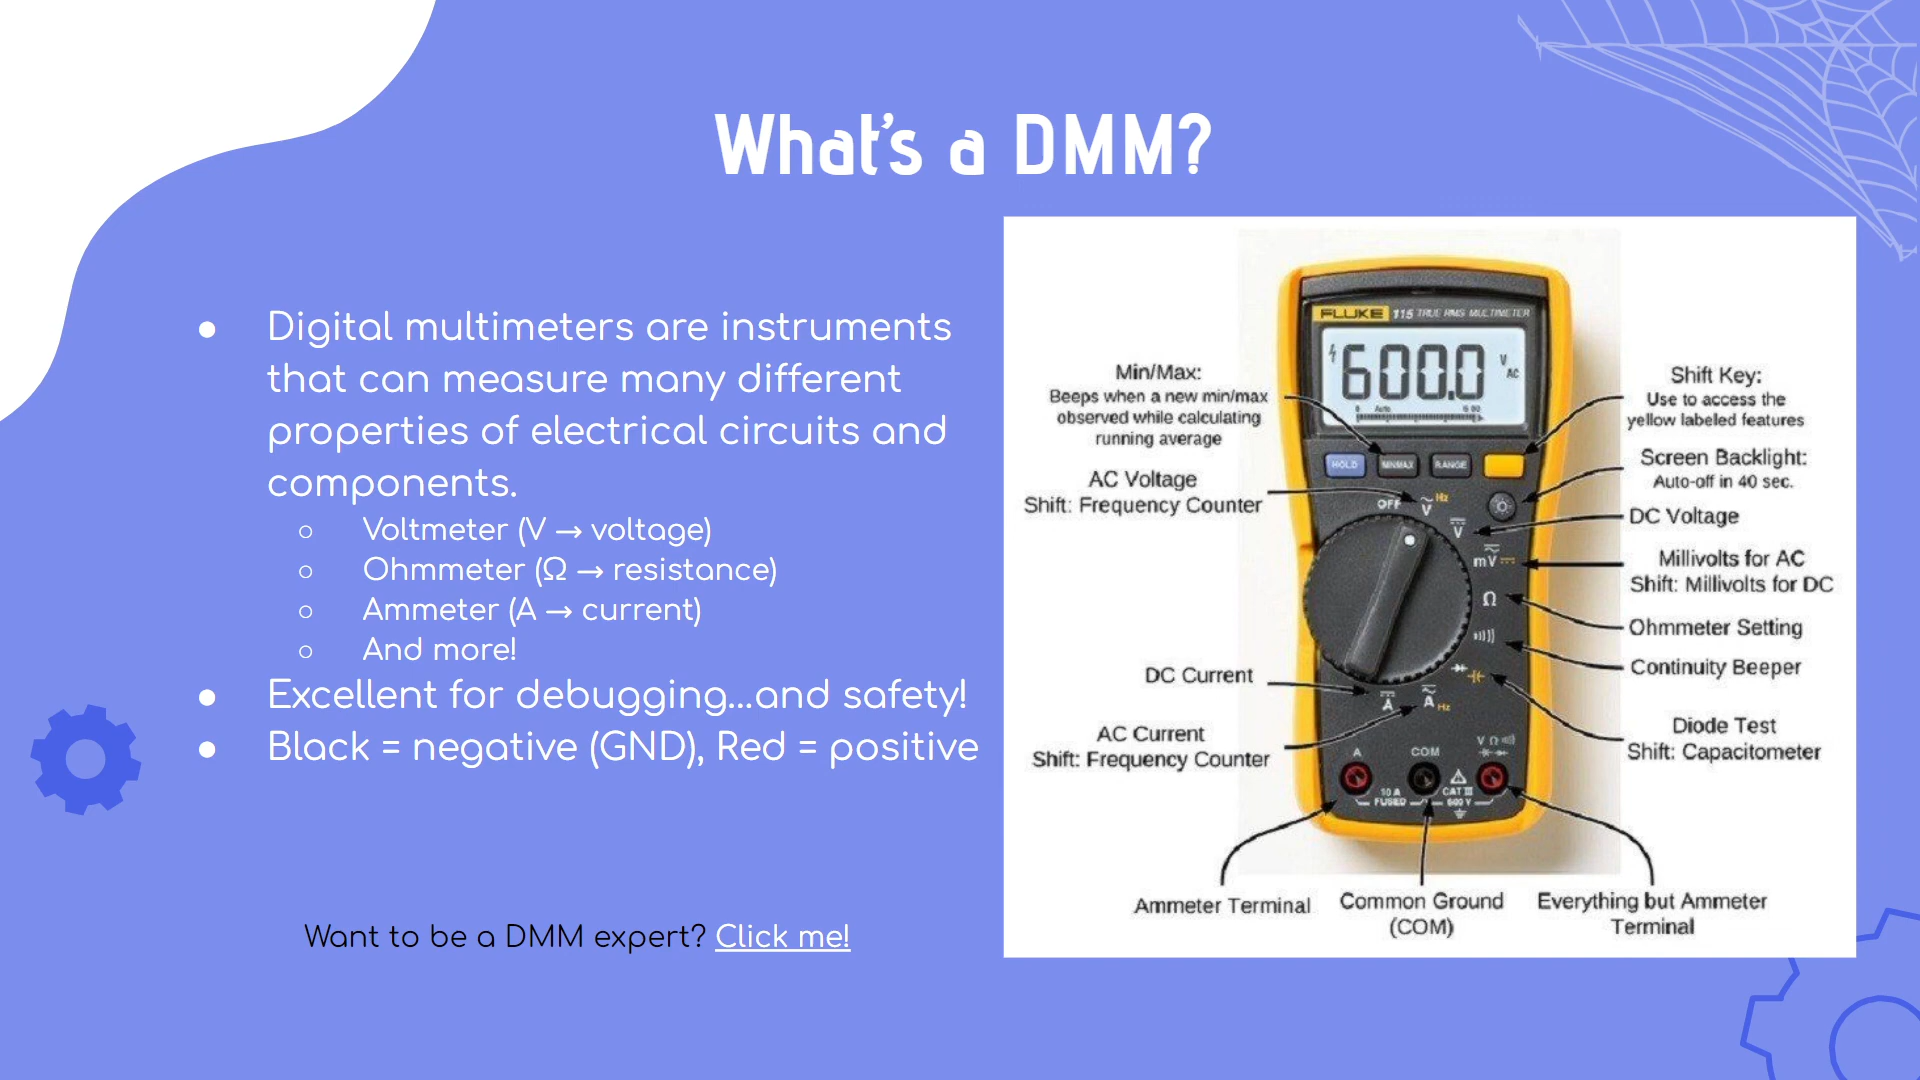 What's a DMM?
● Digital multimeters are instruments
that can measure many different
properties of electrical circuits and
components.
○ Voltmeter (V → voltage)
○ Ohmmeter (Ω → resistance)
○ Ammeter (A → current)
○ And more!
● Excellent for debugging...and safety!
● Black = negative (GND), Red = positive
Want to be a DMM expert? Click me!
FLUKE 115 TRUE RMS MULTIMETER
600.0 V AC
0 Auto 600
HOLD MIN MAX RANGE
OFF V Hz
V
mV
Ω
A
A Hz
A COM V Ω
10 A
FUSED
CAT III
600 V
Min/Max:
Beeps when a new min/max
observed while calculating
running average
AC Voltage
Shift: Frequency Counter
DC Current
AC Current
Shift: Frequency Counter
Shift Key:
Use to access the
yellow labeled features
Screen Backlight:
Auto-off in 40 sec.
DC Voltage
Millivolts for AC
Shift: Millivolts for DC
Ohmmeter Setting
Continuity Beeper
Diode Test
Shift: Capacitometer
Ammeter Terminal
Common Ground
(COM)
Everything but Ammeter
Terminal